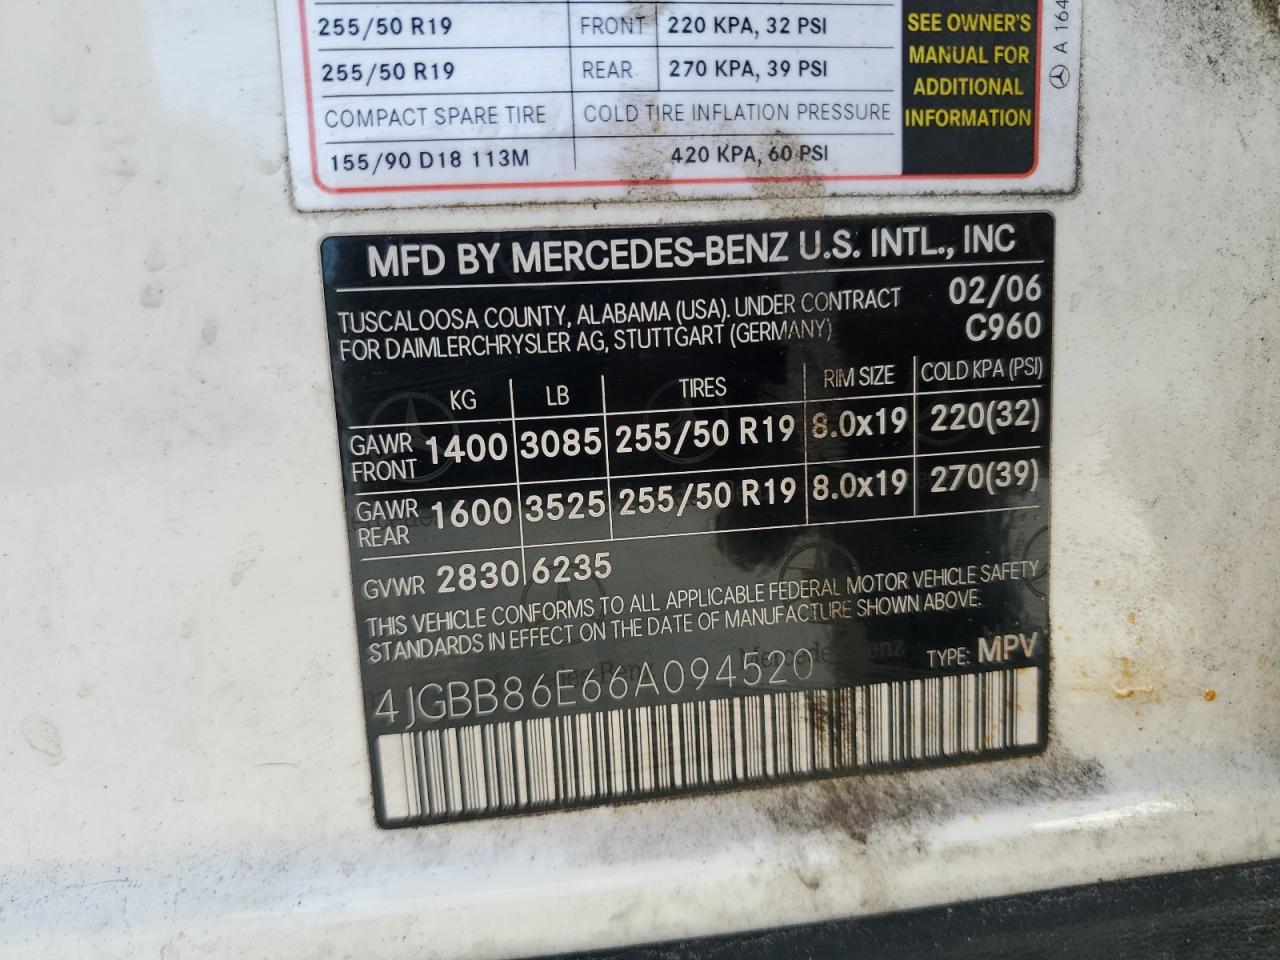 255/50 R19 FRONT 220 KPA, 32 PSI
255/50 R19 REAR 270 KPA, 39 PSI
COMPACT SPARE TIRE COLD TIRE INFLATION PRESSURE
155/90 D18 113M 420 KPA, 60 PSI
SEE OWNER'S
MANUAL FOR
ADDITIONAL
INFORMATION
A 164
MFD BY MERCEDES-BENZ U.S. INTL., INC
TUSCALOOSA COUNTY, ALABAMA (USA). UNDER CONTRACT 02/06
FOR DAIMLERCHRYSLER AG, STUTTGART (GERMANY) C960
KG LB TIRES RIM SIZE COLD KPA (PSI)
GAWR FRONT 1400 3085 255/50 R19 8.0x19 220(32)
GAWR REAR 1600 3525 255/50 R19 8.0x19 270(39)
GVWR 2830 6235
THIS VEHICLE CONFORMS TO ALL APPLICABLE FEDERAL MOTOR VEHICLE SAFETY
STANDARDS IN EFFECT ON THE DATE OF MANUFACTURE SHOWN ABOVE.
4JGBB86E66A094520 TYPE: MPV